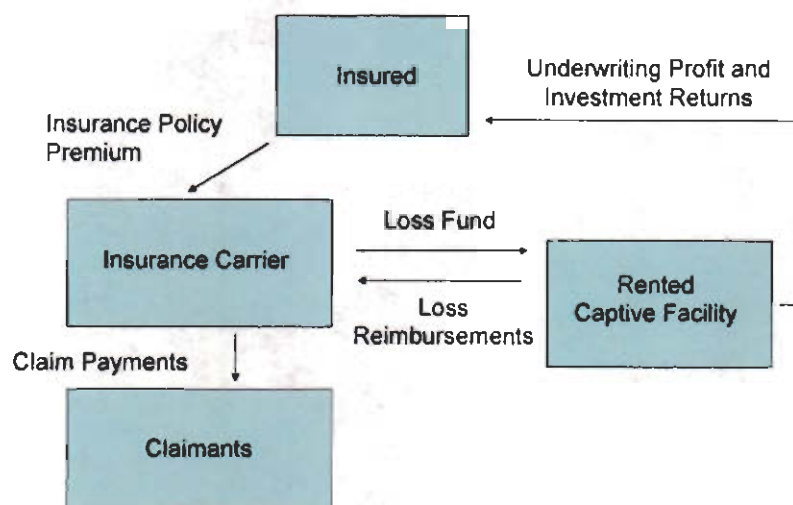 Insured
Underwriting Profit and
Investment Returns
Insurance Policy
Premium
Insurance Carrier
Loss Fund
Loss
Reimbursements
Rented
Captive Facility
Claim Payments
Claimants